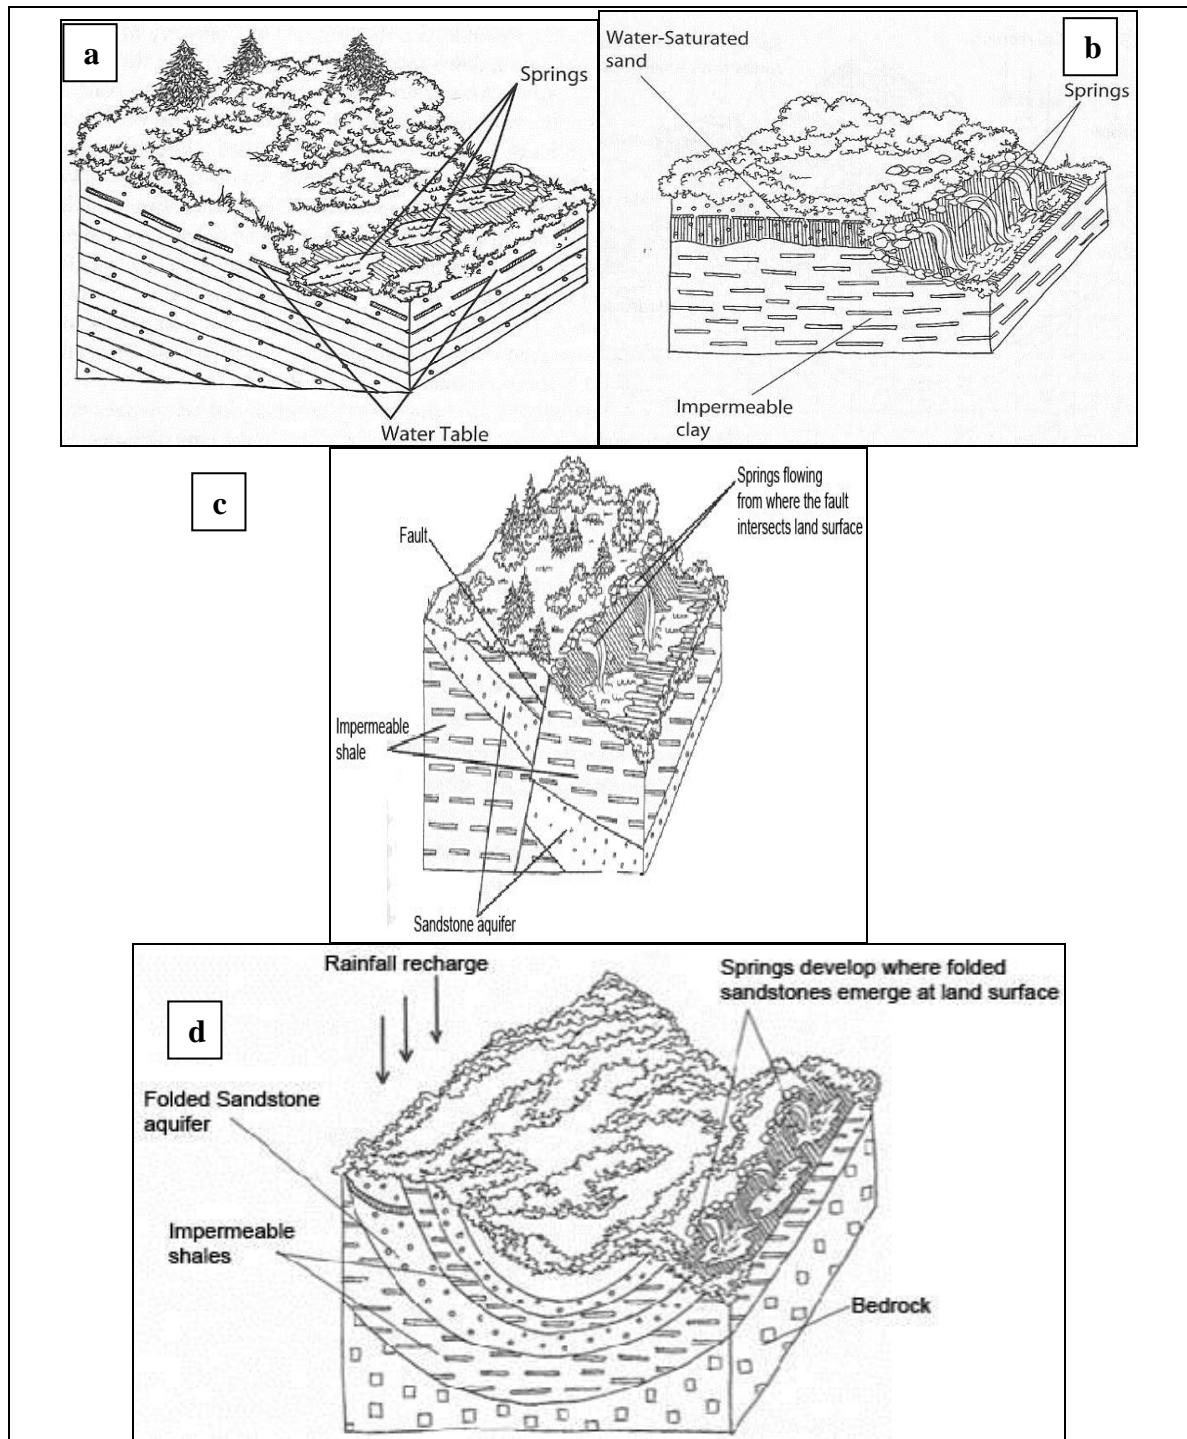 a
Springs
Water Table
Water-Saturated
sand
b
Springs
Impermeable
clay
c
Springs flowing
from where the fault
intersects land surface
Fault
Impermeable
shale
Sandstone aquifer
Rainfall recharge
Springs develop where folded
sandstones emerge at land surface
d
Folded Sandstone
aquifer
Impermeable
shales
Bedrock